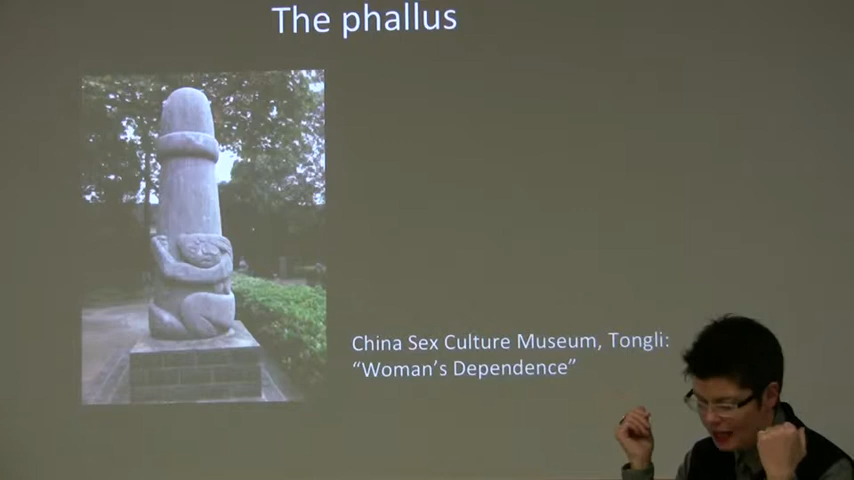 The phallus
China Sex Culture Museum, Tongli:
“Woman’s Dependence”